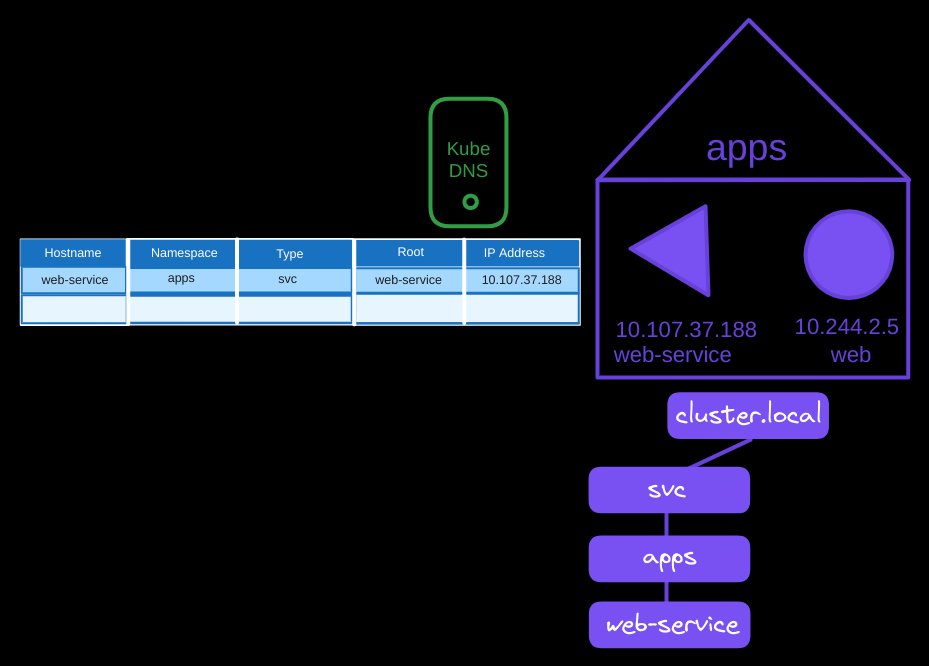 apps
Kube
DNS
Hostname Namespace Type Root IP Address
web-service apps svc web-service 10.107.37.188
10.107.37.188
web-service
10.244.2.5
web
cluster.local
svc
apps
web-service